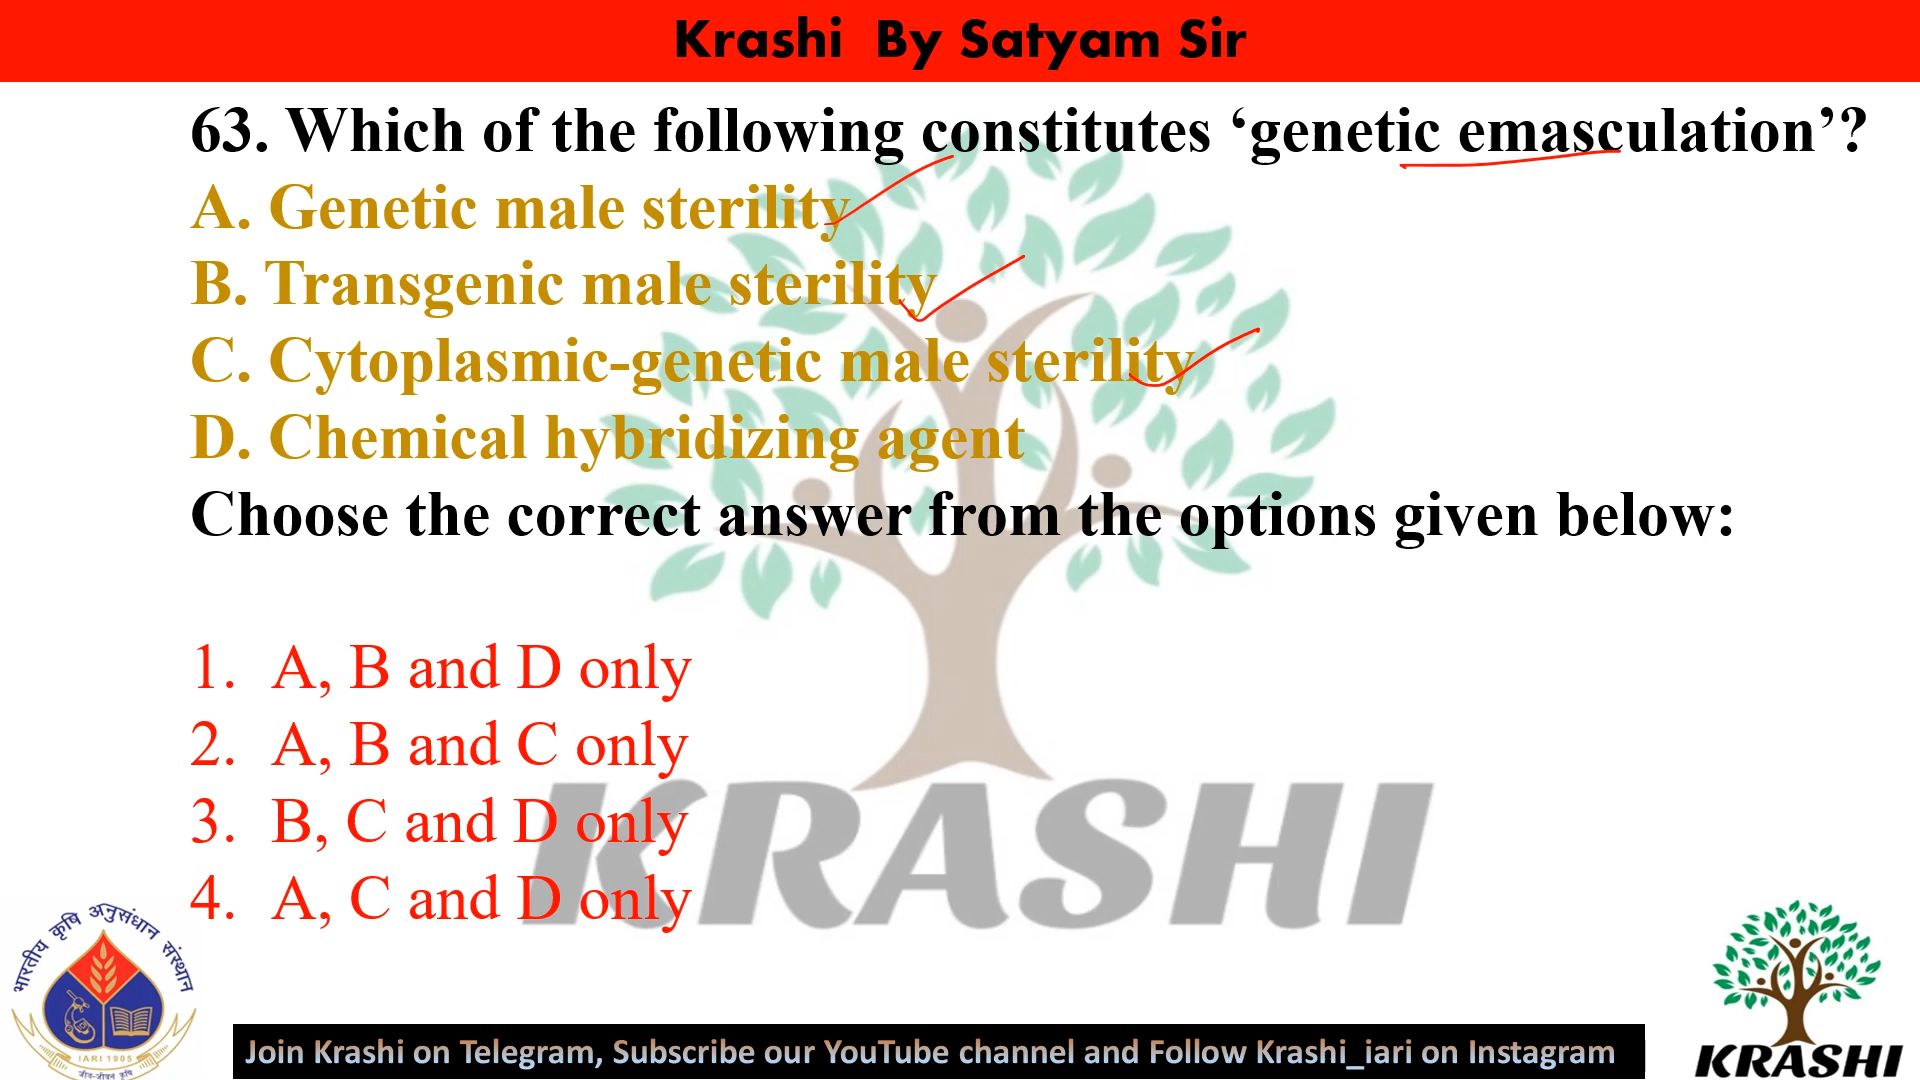 Krashi By Satyam Sir
63. Which of the following constitutes ‘genetic emasculation’?
A. Genetic male sterility
B. Transgenic male sterility
C. Cytoplasmic-genetic male sterility
D. Chemical hybridizing agent
Choose the correct answer from the options given below:
1. A, B and D only
2. A, B and C only
3. B, C and D only
4. A, C and D only
KRASHI
भारतीय कृषि अनुसंधान संस्थान
IARI 1905
जीव-जीवन कृषि
Join Krashi on Telegram, Subscribe our YouTube channel and Follow Krashi_iari on Instagram
KRASHI